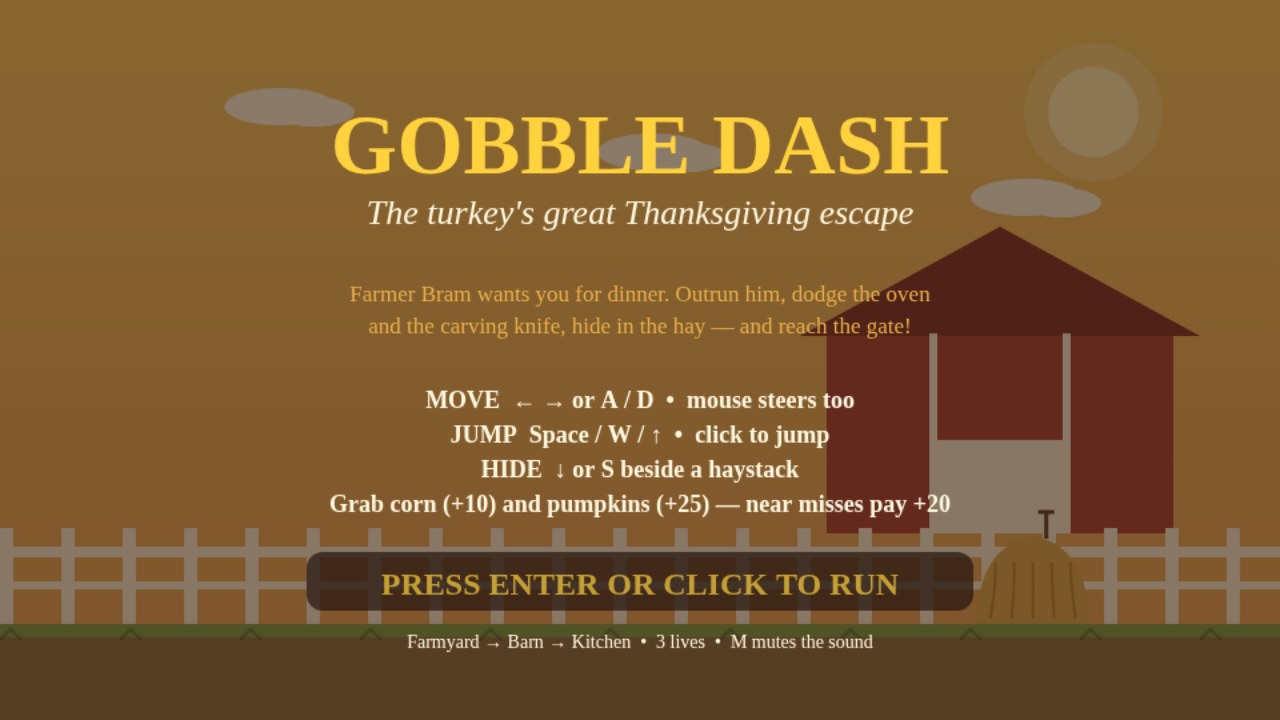 GOBBLE DASH
The turkey's great Thanksgiving escape
Farmer Bram wants you for dinner. Outrun him, dodge the oven
and the carving knife, hide in the hay — and reach the gate!
MOVE ← → or A / D • mouse steers too
JUMP Space / W / ↑ • click to jump
HIDE ↓ or S beside a haystack
Grab corn (+10) and pumpkins (+25) — near misses pay +20
PRESS ENTER OR CLICK TO RUN
Farmyard → Barn → Kitchen • 3 lives • M mutes the sound